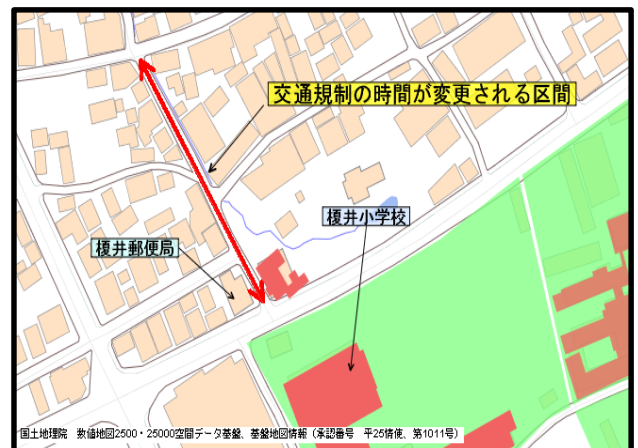 交通規制の時間が変更される区間
榎井小学校
榎井郵便局
国土地理院　数値地図2500・25000空間データ基盤、基盤地図情報（承認番号　平25情使、第1011号）